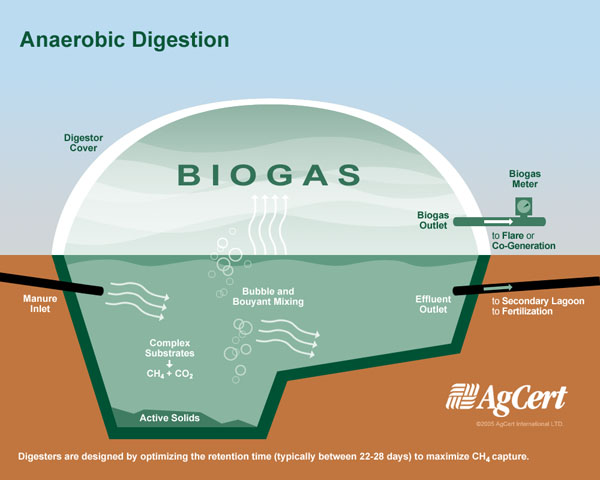 Anaerobic Digestion
Digestor
Cover
BIOGAS
Biogas
Meter
Biogas
Outlet
to Flare or
Co-Generation
Manure
Inlet
Bubble and
Bouyant Mixing
Effluent
Outlet
to Secondary Lagoon
to Fertilization
Complex
Substrates
CH₄ + CO₂
Active Solids
AgCert
©2005 AgCert International LTD.
Digesters are designed by optimizing the retention time (typically between 22-28 days) to maximize CH₄ capture.